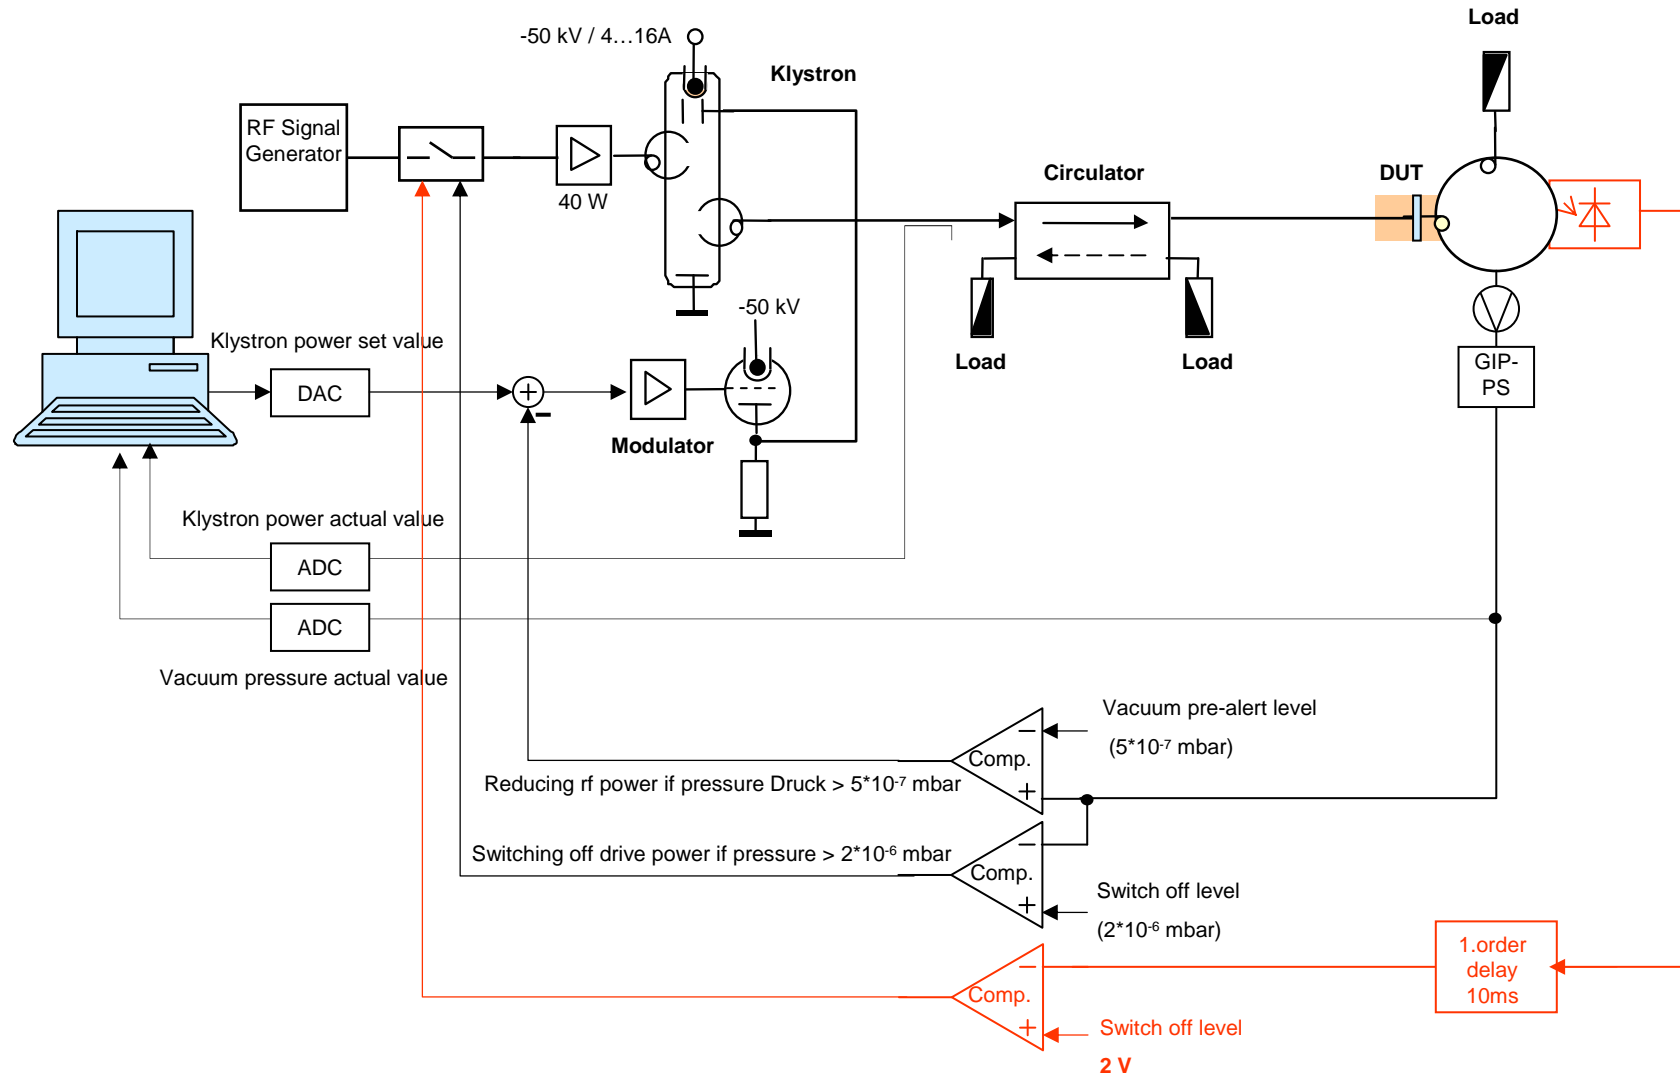 Load
-50 kV / 4…16A
Klystron
RF Signal
Generator
40 W
Circulator
DUT
-50 kV
Load
Load
Klystron power set value
DAC
+
-
Modulator
GIP-
PS
Klystron power actual value
ADC
ADC
Vacuum pressure actual value
Vacuum pre-alert level
(5*10-7 mbar)
−
Comp.
+
Reducing rf power if pressure Druck > 5*10-7 mbar
Switching off drive power if pressure > 2*10-6 mbar
−
Comp.
+
Switch off level
(2*10-6 mbar)
1.order
delay
10ms
−
Comp.
+
Switch off level
2 V